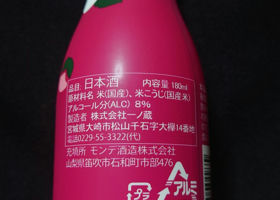 品目:日本酒 内容量 180ml
原材料名 米(国産)、米こうじ(国産米)
アルコール分(ALC) 8%
製造者 株式会社一ノ蔵
宮城県大崎市松山千石字大欅14番地
電話0229-55-3322(代)
充填所 モンデ酒造株式会社
山梨県笛吹市石和町市部476
アルミ